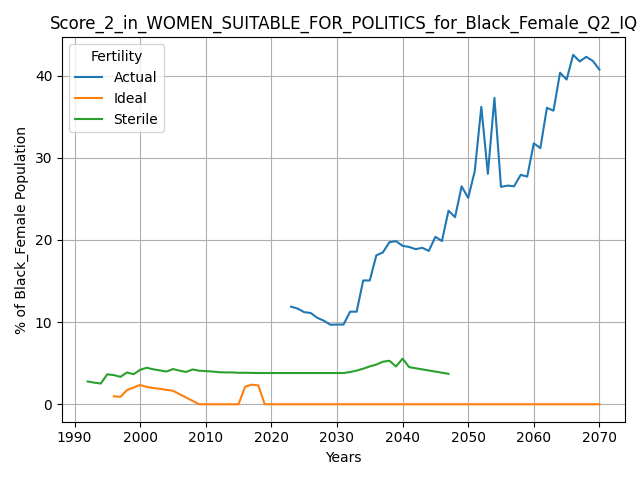 Score_2_in_WOMEN_SUITABLE_FOR_POLITICS_for_Black_Female_Q2_IQ
Fertility
Actual
Ideal
Sterile
% of Black_Female Population
40
30
20
10
0
1990 2000 2010 2020 2030 2040 2050 2060 2070
Years